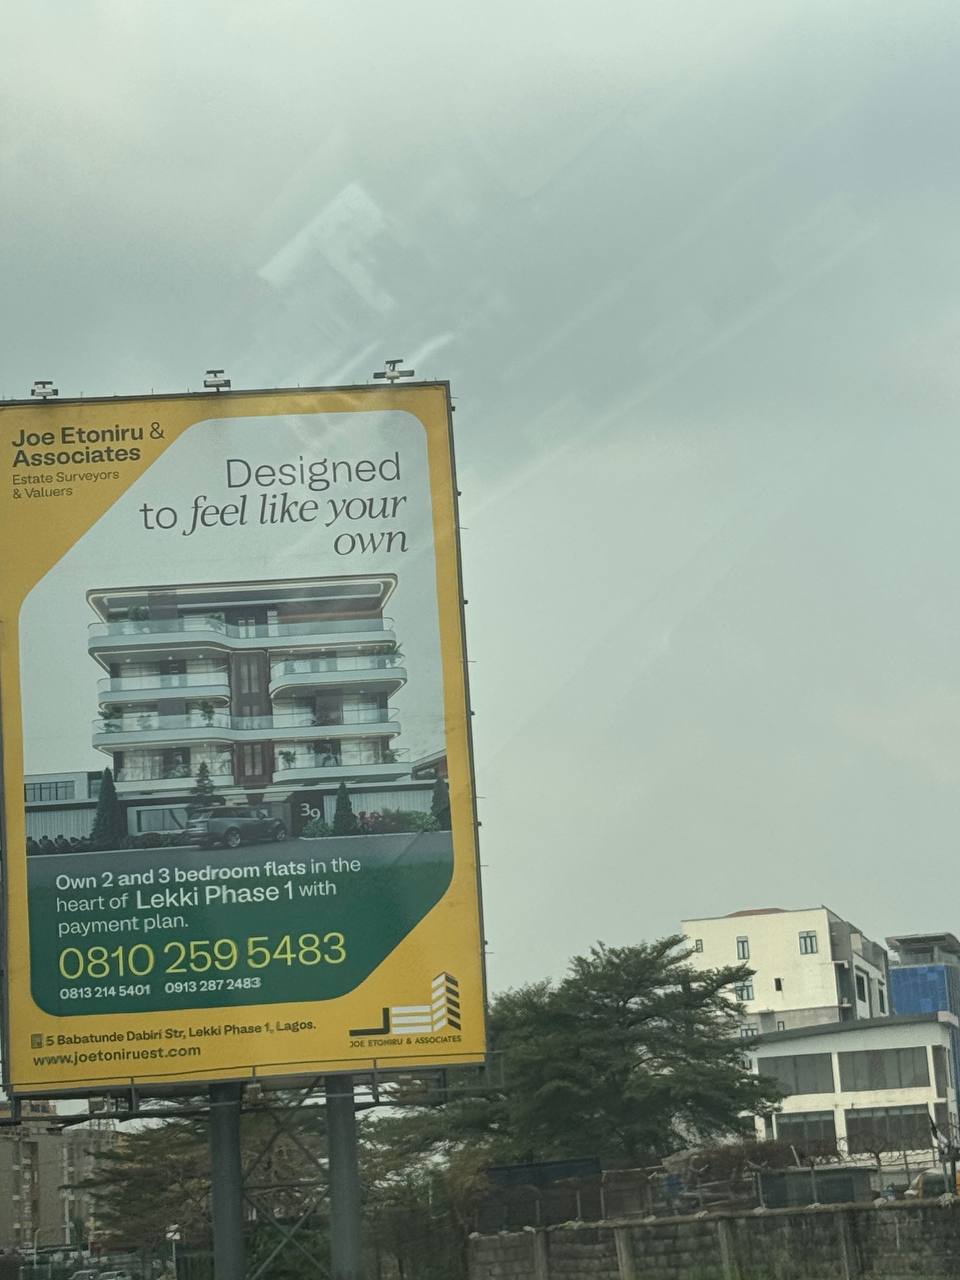 Joe Etoniru &
Associates
Estate Surveyors
& Valuers
Designed
to feel like your
own
39
Own 2 and 3 bedroom flats in the
heart of Lekki Phase 1 with
payment plan.
0810 259 5483
0813 214 5401 0913 287 2483
5 Babatunde Dabiri Str, Lekki Phase 1, Lagos.
www.joetoniruest.com
JOE ETONIRU & ASSOCIATES